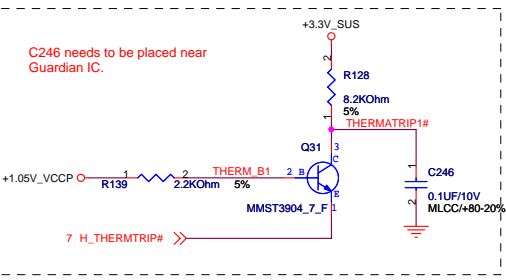 +3.3V_SUS
C246 needs to be placed near
Guardian IC.
2
R128
8.2KOhm
5%
1
THERMATRIP1#
Q31
3
C
1
C246
+1.05V_VCCP
1
2
THERM_B1
2
B
R139
2.2KOhm
5%
0.1UF/10V
E
2
MLCC/+80-20%
MMST3904_7_F
1
7 H_THERMTRIP#